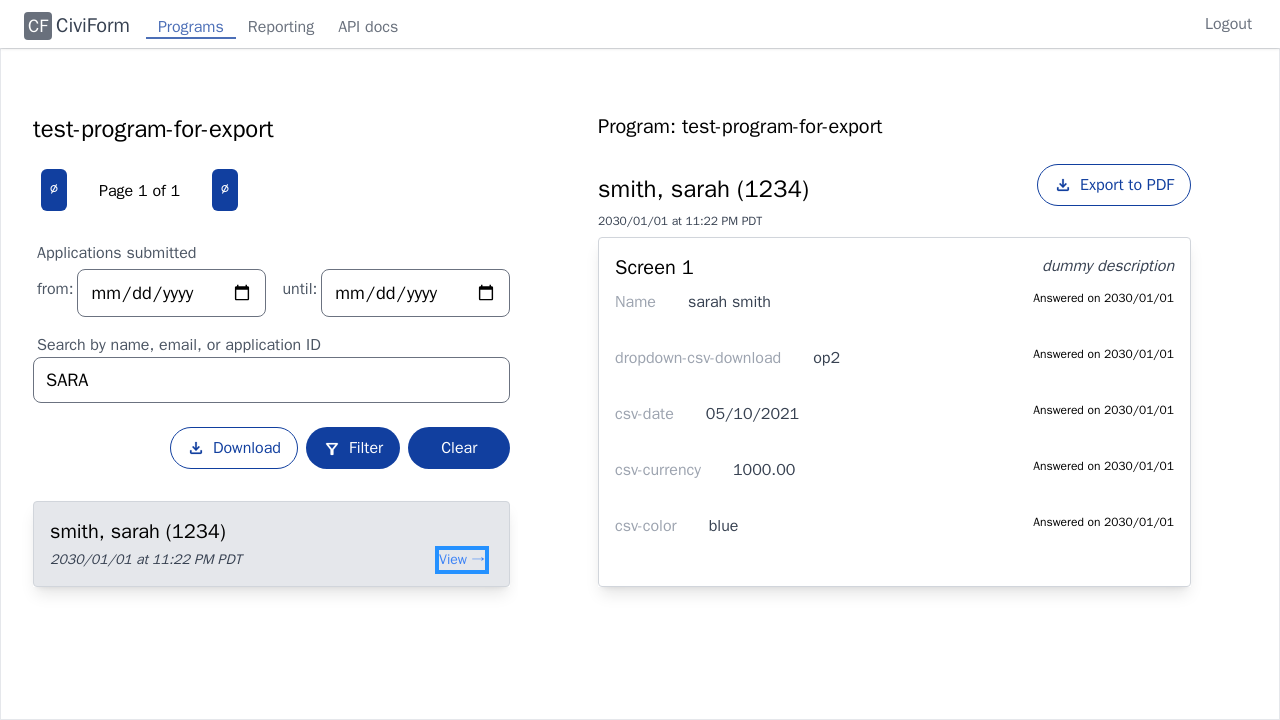 CF CiviForm Programs Reporting API docs Logout
test-program-for-export
ø Page 1 of 1 ø
Applications submitted
from: mm/dd/yyyy until: mm/dd/yyyy
Search by name, email, or application ID
SARA
Download Filter Clear
smith, sarah (1234)
2030/01/01 at 11:22 PM PDT View →
Program: test-program-for-export
smith, sarah (1234) Export to PDF
2030/01/01 at 11:22 PM PDT
Screen 1 dummy description
Name sarah smith Answered on 2030/01/01
dropdown-csv-download op2 Answered on 2030/01/01
csv-date 05/10/2021 Answered on 2030/01/01
csv-currency 1000.00 Answered on 2030/01/01
csv-color blue Answered on 2030/01/01